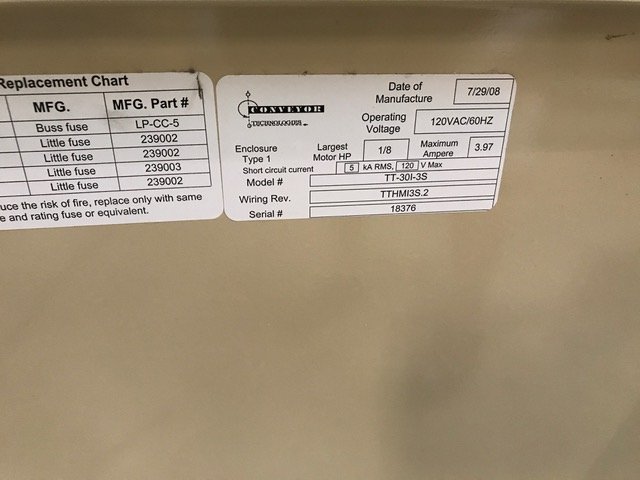 Replacement Chart
MFG. MFG. Part #
Buss fuse LP-CC-5
Little fuse 239002
Little fuse 239002
Little fuse 239003
Little fuse 239002
uce the risk of fire, replace only with same
e and rating fuse or equivalent.
CONVEYOR
TECHNOLOGIES
Date of
Manufacture 7/29/08
Operating
Voltage 120VAC/60HZ
Enclosure
Type 1
Largest
Motor HP 1/8
Maximum
Ampere 3.97
Short circuit current 5 kA RMS, 120 V Max
Model # TT-30I-3S
Wiring Rev. TTHMI3S.2
Serial # 18376